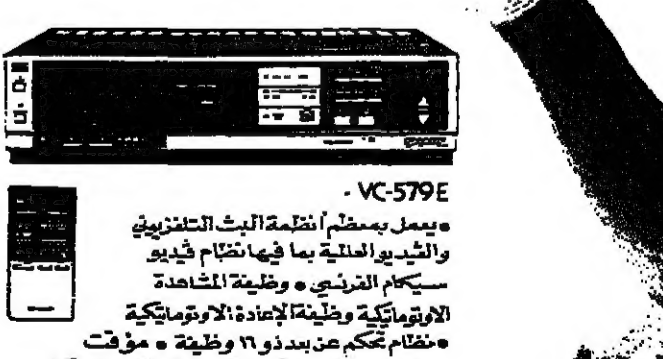 VC-579E -
• يعمل بمعظم أنظمة البث التلفزيوني
والفيديو العالمية بما فيها نظام فيديو
سيكام الفرنسي • وظيفة المشاهدة
الاوتوماتيكية وظيفة الإعادة الاوتوماتيكية
• نظام تحكم عن بعد ذو ١٦ وظيفة • مؤقت